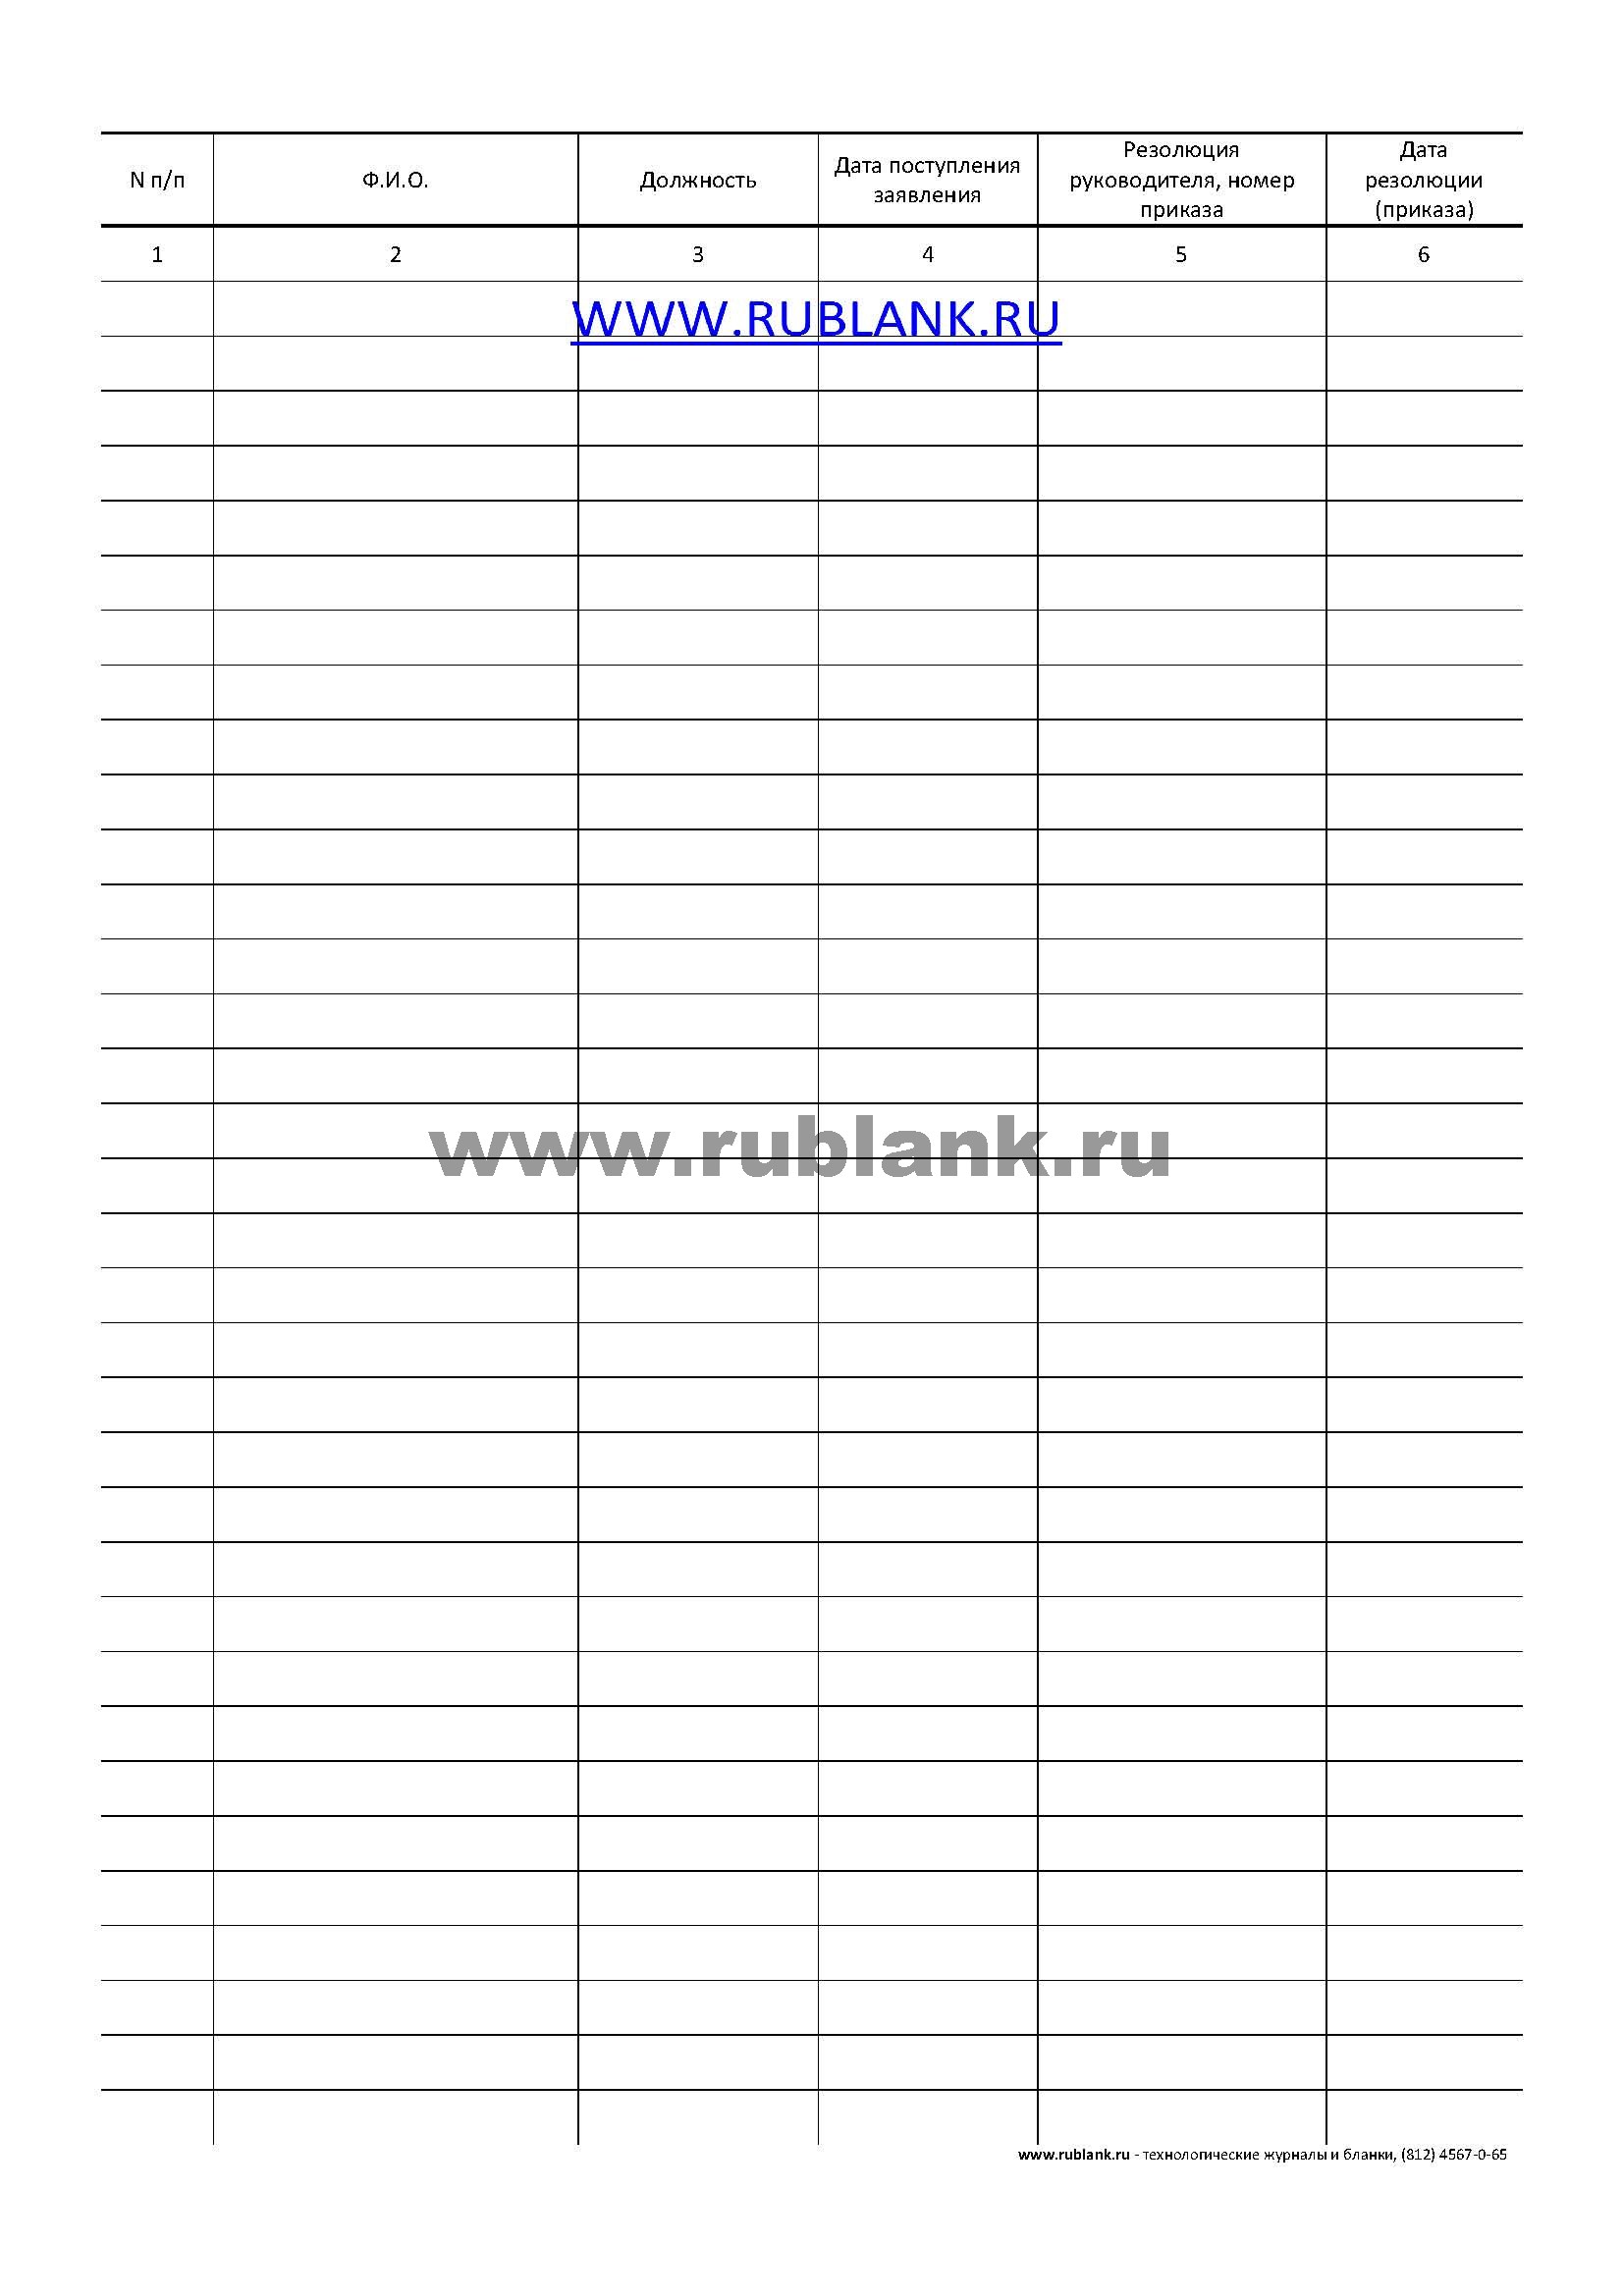 N п/п
Ф.И.О.
Должность
Дата поступления
заявления
Резолюция
руководителя, номер
приказа
Дата
резолюции
(приказа)
1 2 3 4 5 6
WWW.RUBLANK.RU
www.rublank.ru
www.rublank.ru - технологические журналы и бланки, (812) 4567-0-65